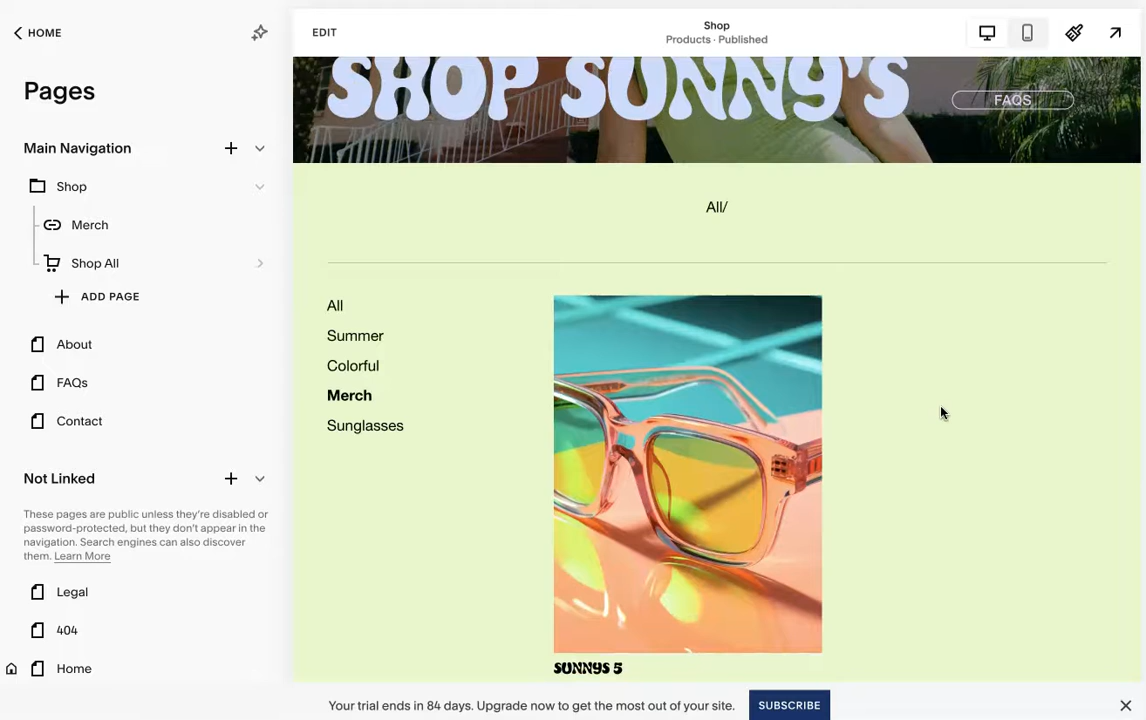 HOME
Pages
Main Navigation
Shop
Merch
Shop All
ADD PAGE
About
FAQs
Contact
Not Linked
These pages are public unless they're disabled or
password-protected, but they don't appear in the
navigation. Search engines can also discover
them. Learn More
Legal
404
Home
EDIT
Shop
Products · Published
SHOP SUNNY'S
FAQS
All/
All
Summer
Colorful
Merch
Sunglasses
SUNNYS 5
Your trial ends in 84 days. Upgrade now to get the most out of your site.
SUBSCRIBE